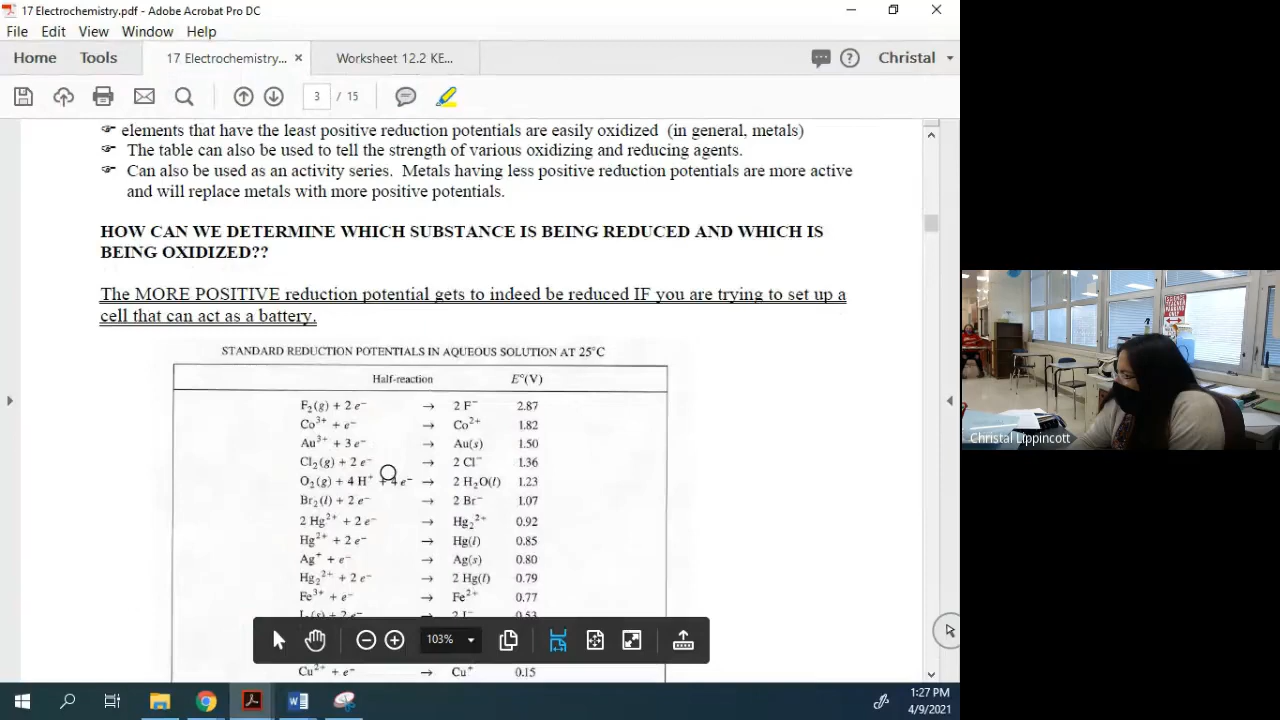 17 Electrochemistry.pdf - Adobe Acrobat Pro DC
File Edit View Window Help
Home Tools 17 Electrochemistry... × Worksheet 12.2 KE... Christal
3 / 15
elements that have the least positive reduction potentials are easily oxidized (in general, metals)
The table can also be used to tell the strength of various oxidizing and reducing agents.
Can also be used as an activity series. Metals having less positive reduction potentials are more active
and will replace metals with more positive potentials.
HOW CAN WE DETERMINE WHICH SUBSTANCE IS BEING REDUCED AND WHICH IS
BEING OXIDIZED??
The MORE POSITIVE reduction potential gets to indeed be reduced IF you are trying to set up a
cell that can act as a battery.
STANDARD REDUCTION POTENTIALS IN AQUEOUS SOLUTION AT 25°C
Half-reaction E°(V)
F₂(g) + 2 e⁻ → 2 F⁻ 2.87
Co³⁺ + e⁻ → Co²⁺ 1.82
Au³⁺ + 3 e⁻ → Au(s) 1.50
Cl₂(g) + 2 e⁻ → 2 Cl⁻ 1.36
O₂(g) + 4 H⁺ + 4 e⁻ → 2 H₂O(l) 1.23
Br₂(l) + 2 e⁻ → 2 Br⁻ 1.07
2 Hg²⁺ + 2 e⁻ → Hg₂²⁺ 0.92
Hg²⁺ + 2 e⁻ → Hg(l) 0.85
Ag⁺ + e⁻ → Ag(s) 0.80
Hg₂²⁺ + 2 e⁻ → 2 Hg(l) 0.79
Fe³⁺ + e⁻ → Fe²⁺ 0.77
I₂(s) + 2 e⁻ → 2 I⁻ 0.53
103%
Cu²⁺ + e⁻ → Cu⁺ 0.15
Christal Lippincott
1:27 PM
4/9/2021